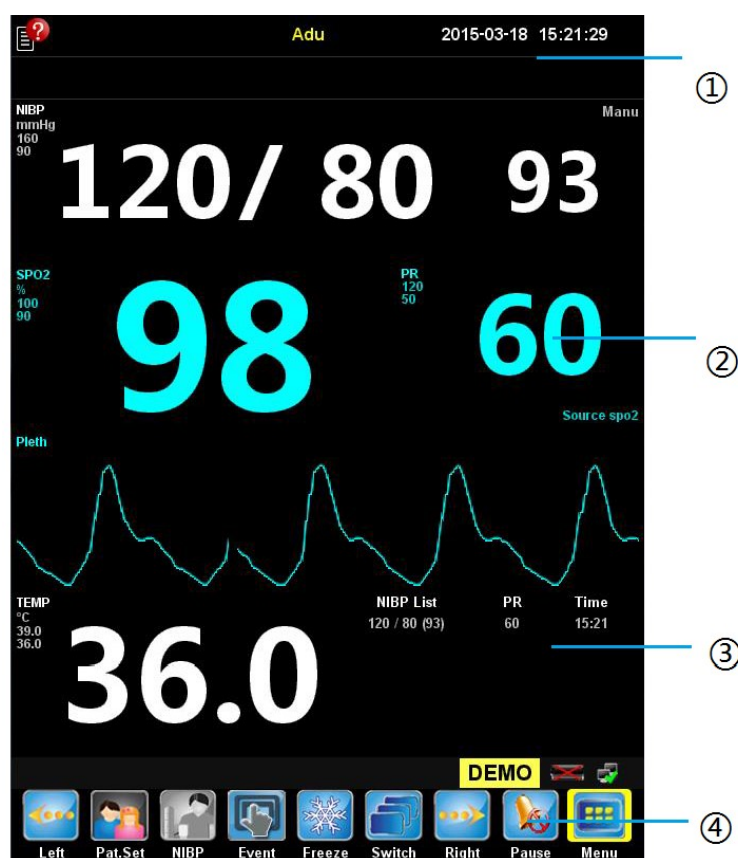 ? Adu 2015-03-18 15:21:29
①
NIBP Manu
mmHg
160
90
120/ 80 93
SPO2 PR
% 120
100 50
90
98 60
②
Source spo2
Pleth
TEMP NIBP List PR Time
°C 120 / 80 (93) 60 15:21
39.0
36.0
36.0
③
DEMO
④
Left Pat.Set NIBP Event Freeze Switch Right Pause Menu